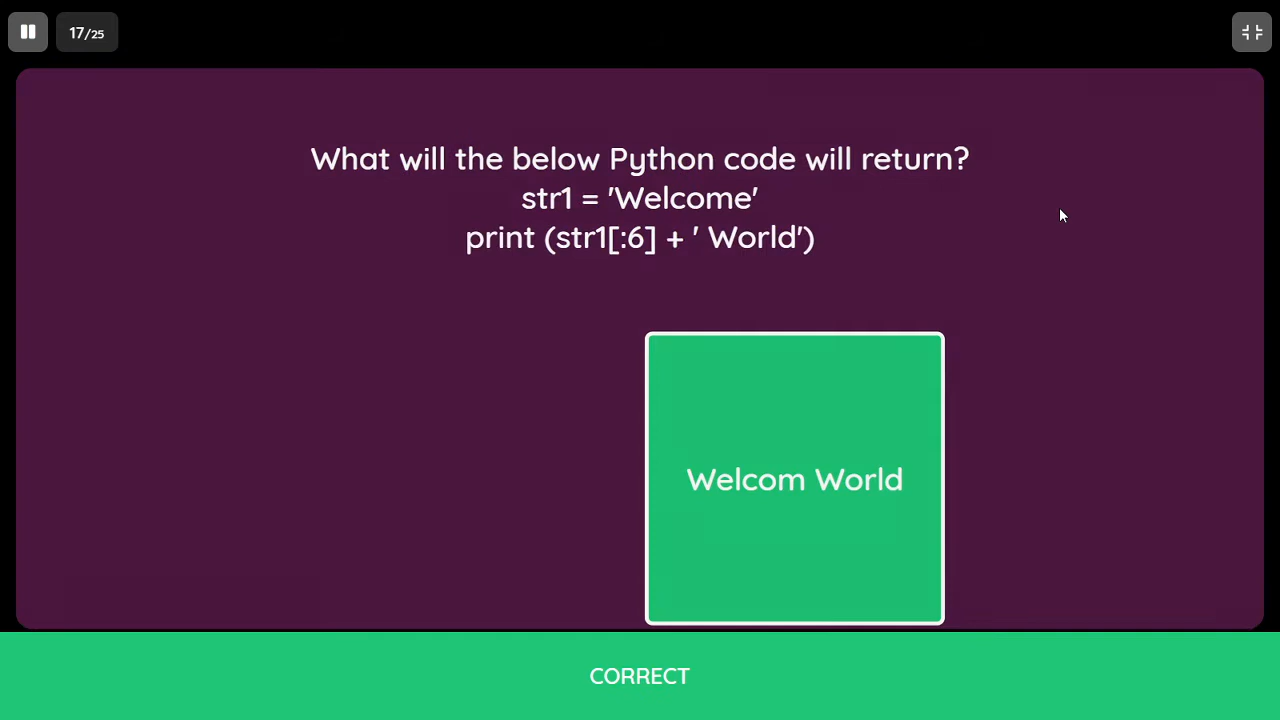 17/25
What will the below Python code will return?
str1 = 'Welcome'
print (str1[:6] + ' World')
Welcom World
CORRECT